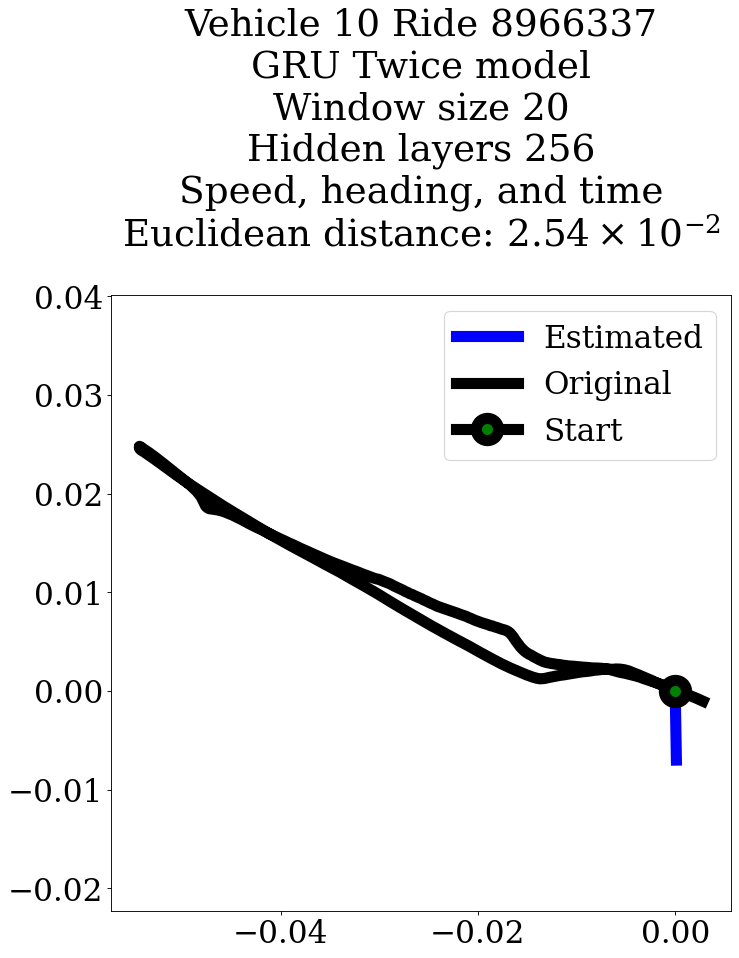 Vehicle 10 Ride 8966337
GRU Twice model
Window size 20
Hidden layers 256
Speed, heading, and time
Euclidean distance: 2.54 × 10⁻²
Estimated
Original
Start
0.04
0.03
0.02
0.01
0.00
−0.01
−0.02
−0.04
−0.02
0.00